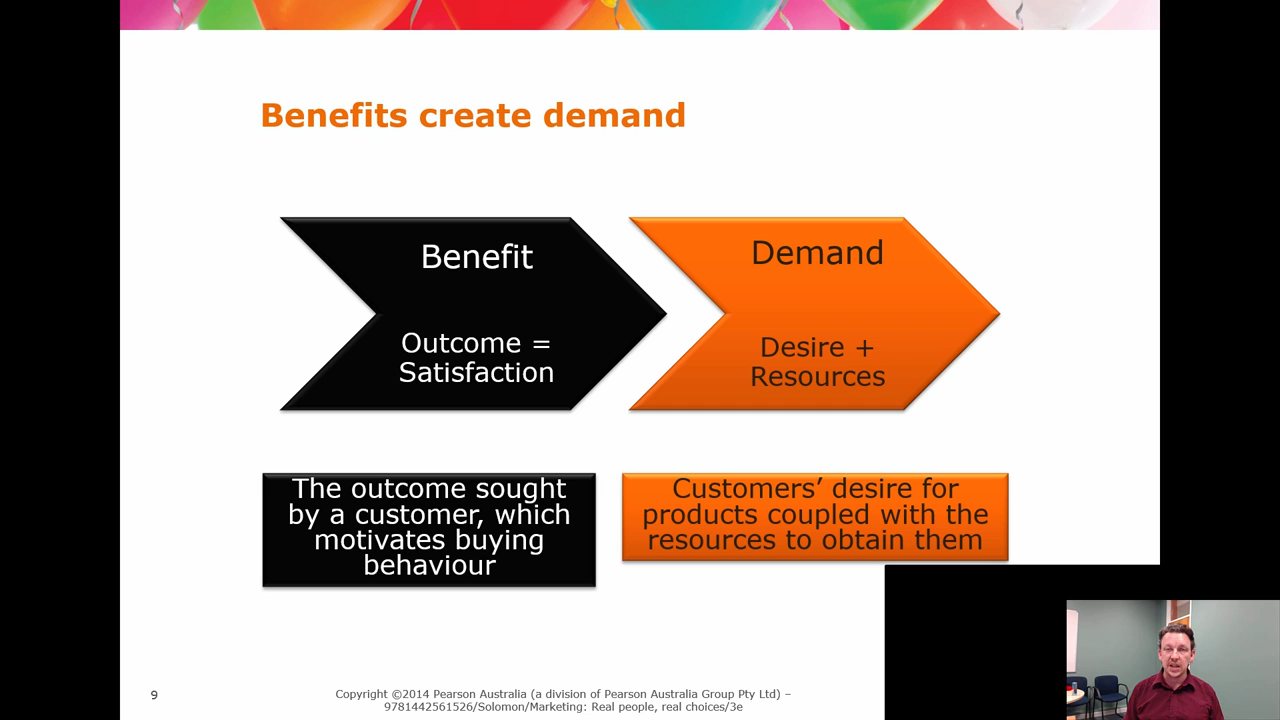 Benefits create demand
Benefit
Outcome =
Satisfaction
Demand
Desire +
Resources
The outcome sought
by a customer, which
motivates buying
behaviour
Customers’ desire for
products coupled with the
resources to obtain them
9
Copyright ©2014 Pearson Australia (a division of Pearson Australia Group Pty Ltd) –
9781442561526/Solomon/Marketing: Real people, real choices/3e